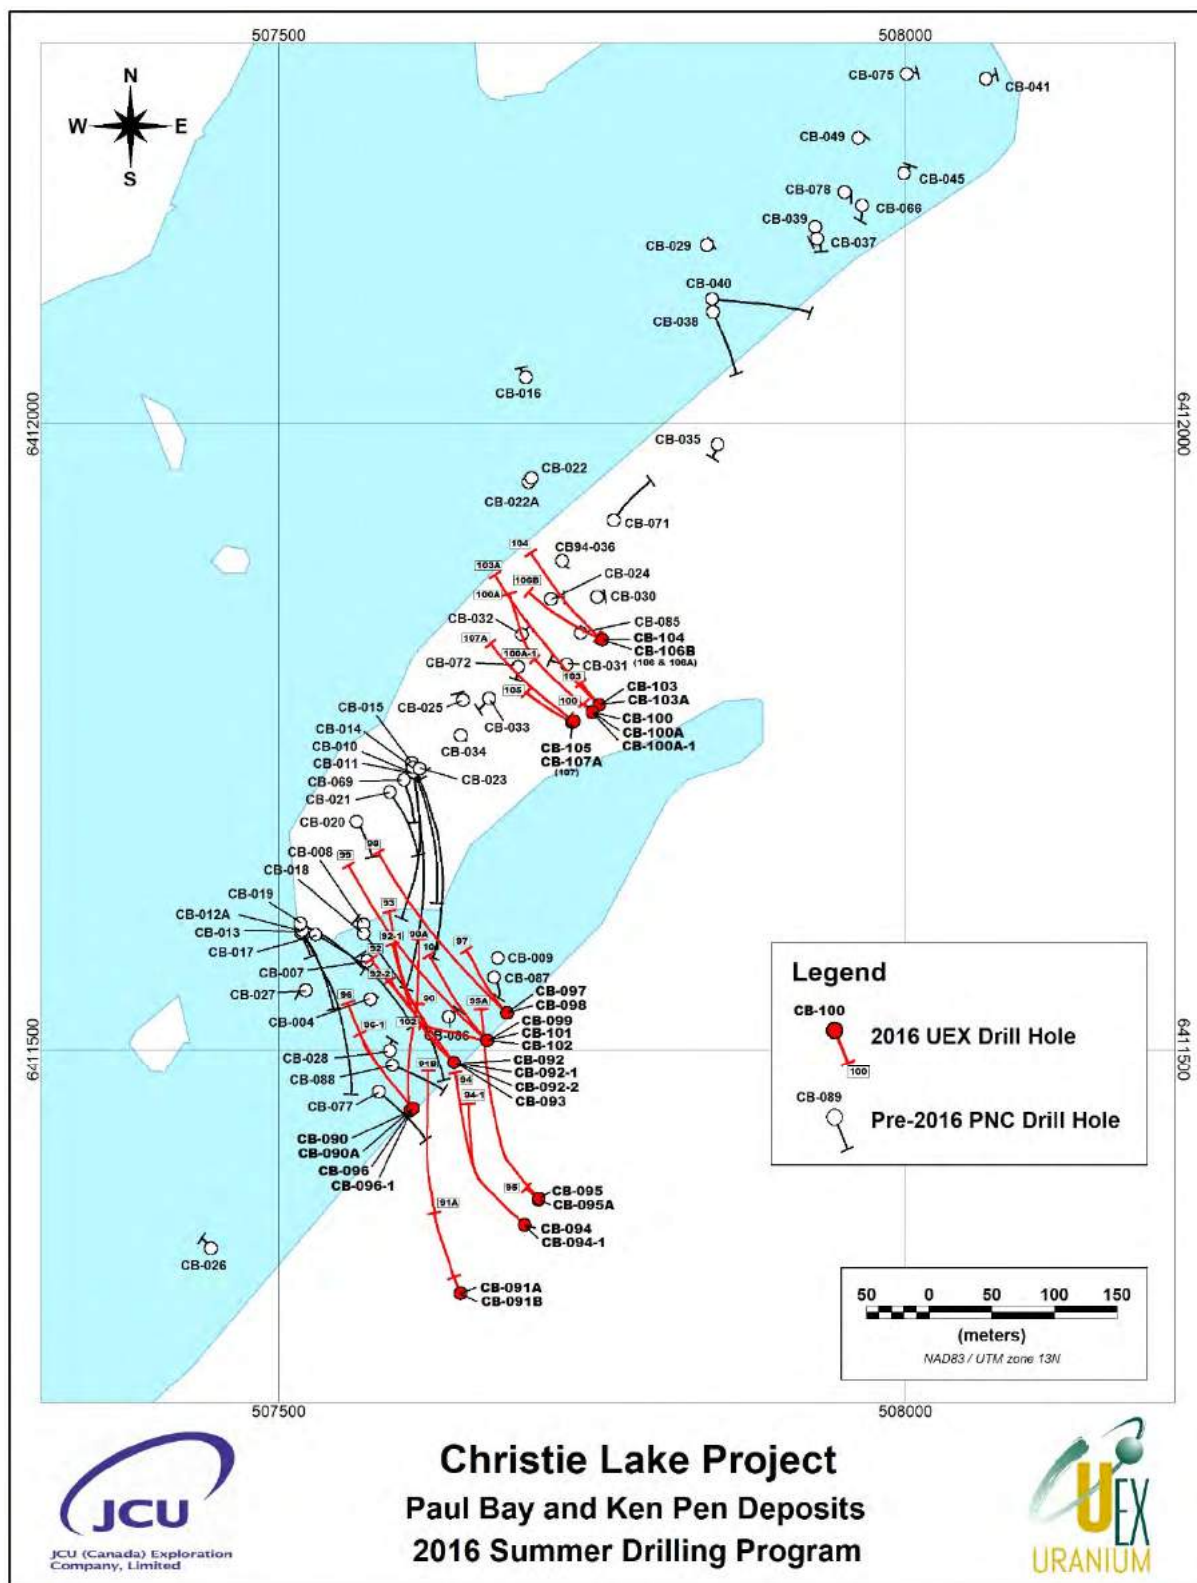 507500
508000
N
W E
S
CB-075
CB-041
CB-049
CB-045
CB-078
CB-066
CB-039
CB-037
CB-029
CB-040
CB-038
CB-016
6412000
6412000
CB-035
CB-022
CB-022A
CB-071
104
CB94-036
103A
106B
CB-024
100A
CB-030
CB-032
CB-085
107A
CB-104
CB-106B
(106 & 106A)
100A-1
CB-072
CB-031
103
105
100
CB-103
CB-103A
CB-025
CB-033
CB-100
CB-100A
CB-100A-1
CB-034
CB-105
CB-107A
(107)
CB-015
CB-014
CB-010
CB-011
CB-069
CB-021
CB-023
CB-020
98
99
CB-008
CB-018
CB-019
CB-012A
CB-013
CB-017
93
92-1
90A
92
10
97
CB-009
CB-007
92-2
CB-087
CB-027
96
90
95A
CB-097
CB-098
CB-004
96-1
102
CB-086
CB-099
CB-101
CB-102
CB-028
91B
CB-092
CB-092-1
CB-092-2
CB-093
CB-088
94
94-1
CB-077
6411500
6411500
CB-090
CB-090A
CB-096
CB-096-1
95
CB-095
CB-095A
91A
CB-094
CB-094-1
CB-026
CB-091A
CB-091B
Legend
CB-100
2016 UEX Drill Hole
100
CB-089
Pre-2016 PNC Drill Hole
50 0 50 100 150
(meters)
NAD83 / UTM zone 13N
507500
508000
JCU
JCU (Canada) Exploration
Company, Limited
Christie Lake Project
Paul Bay and Ken Pen Deposits
2016 Summer Drilling Program
UEX
URANIUM